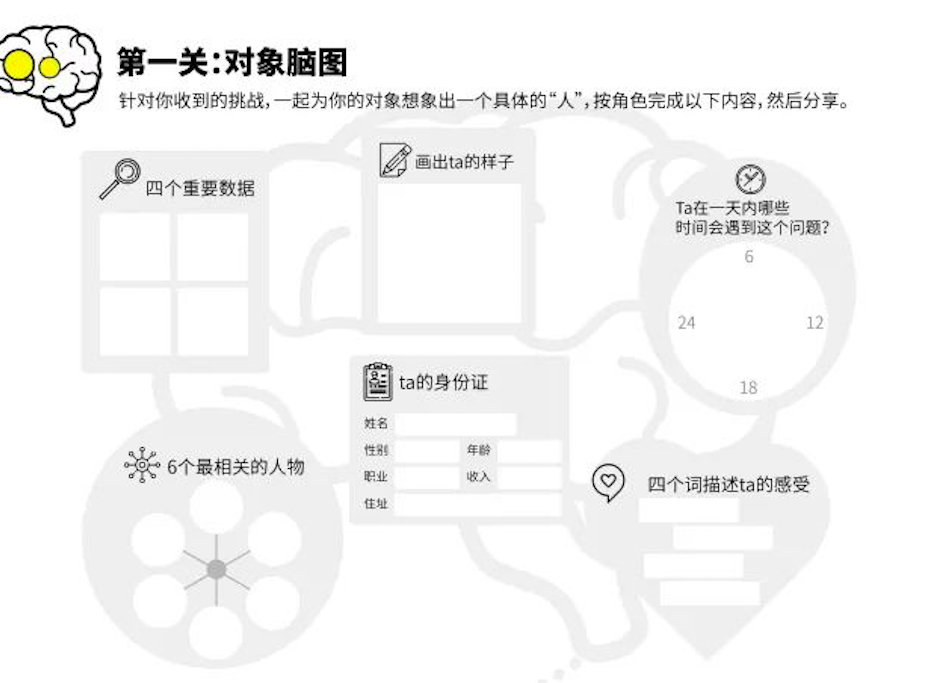 第一关：对象脑图
针对你收到的挑战，一起为你的对象想象出一个具体的“人”，按角色完成以下内容，然后分享。
四个重要数据
画出ta的样子
Ta在一天内哪些
时间会遇到这个问题？
6
24
12
18
ta的身份证
姓名
性别
年龄
职业
收入
住址
6个最相关的人物
四个词描述ta的感受